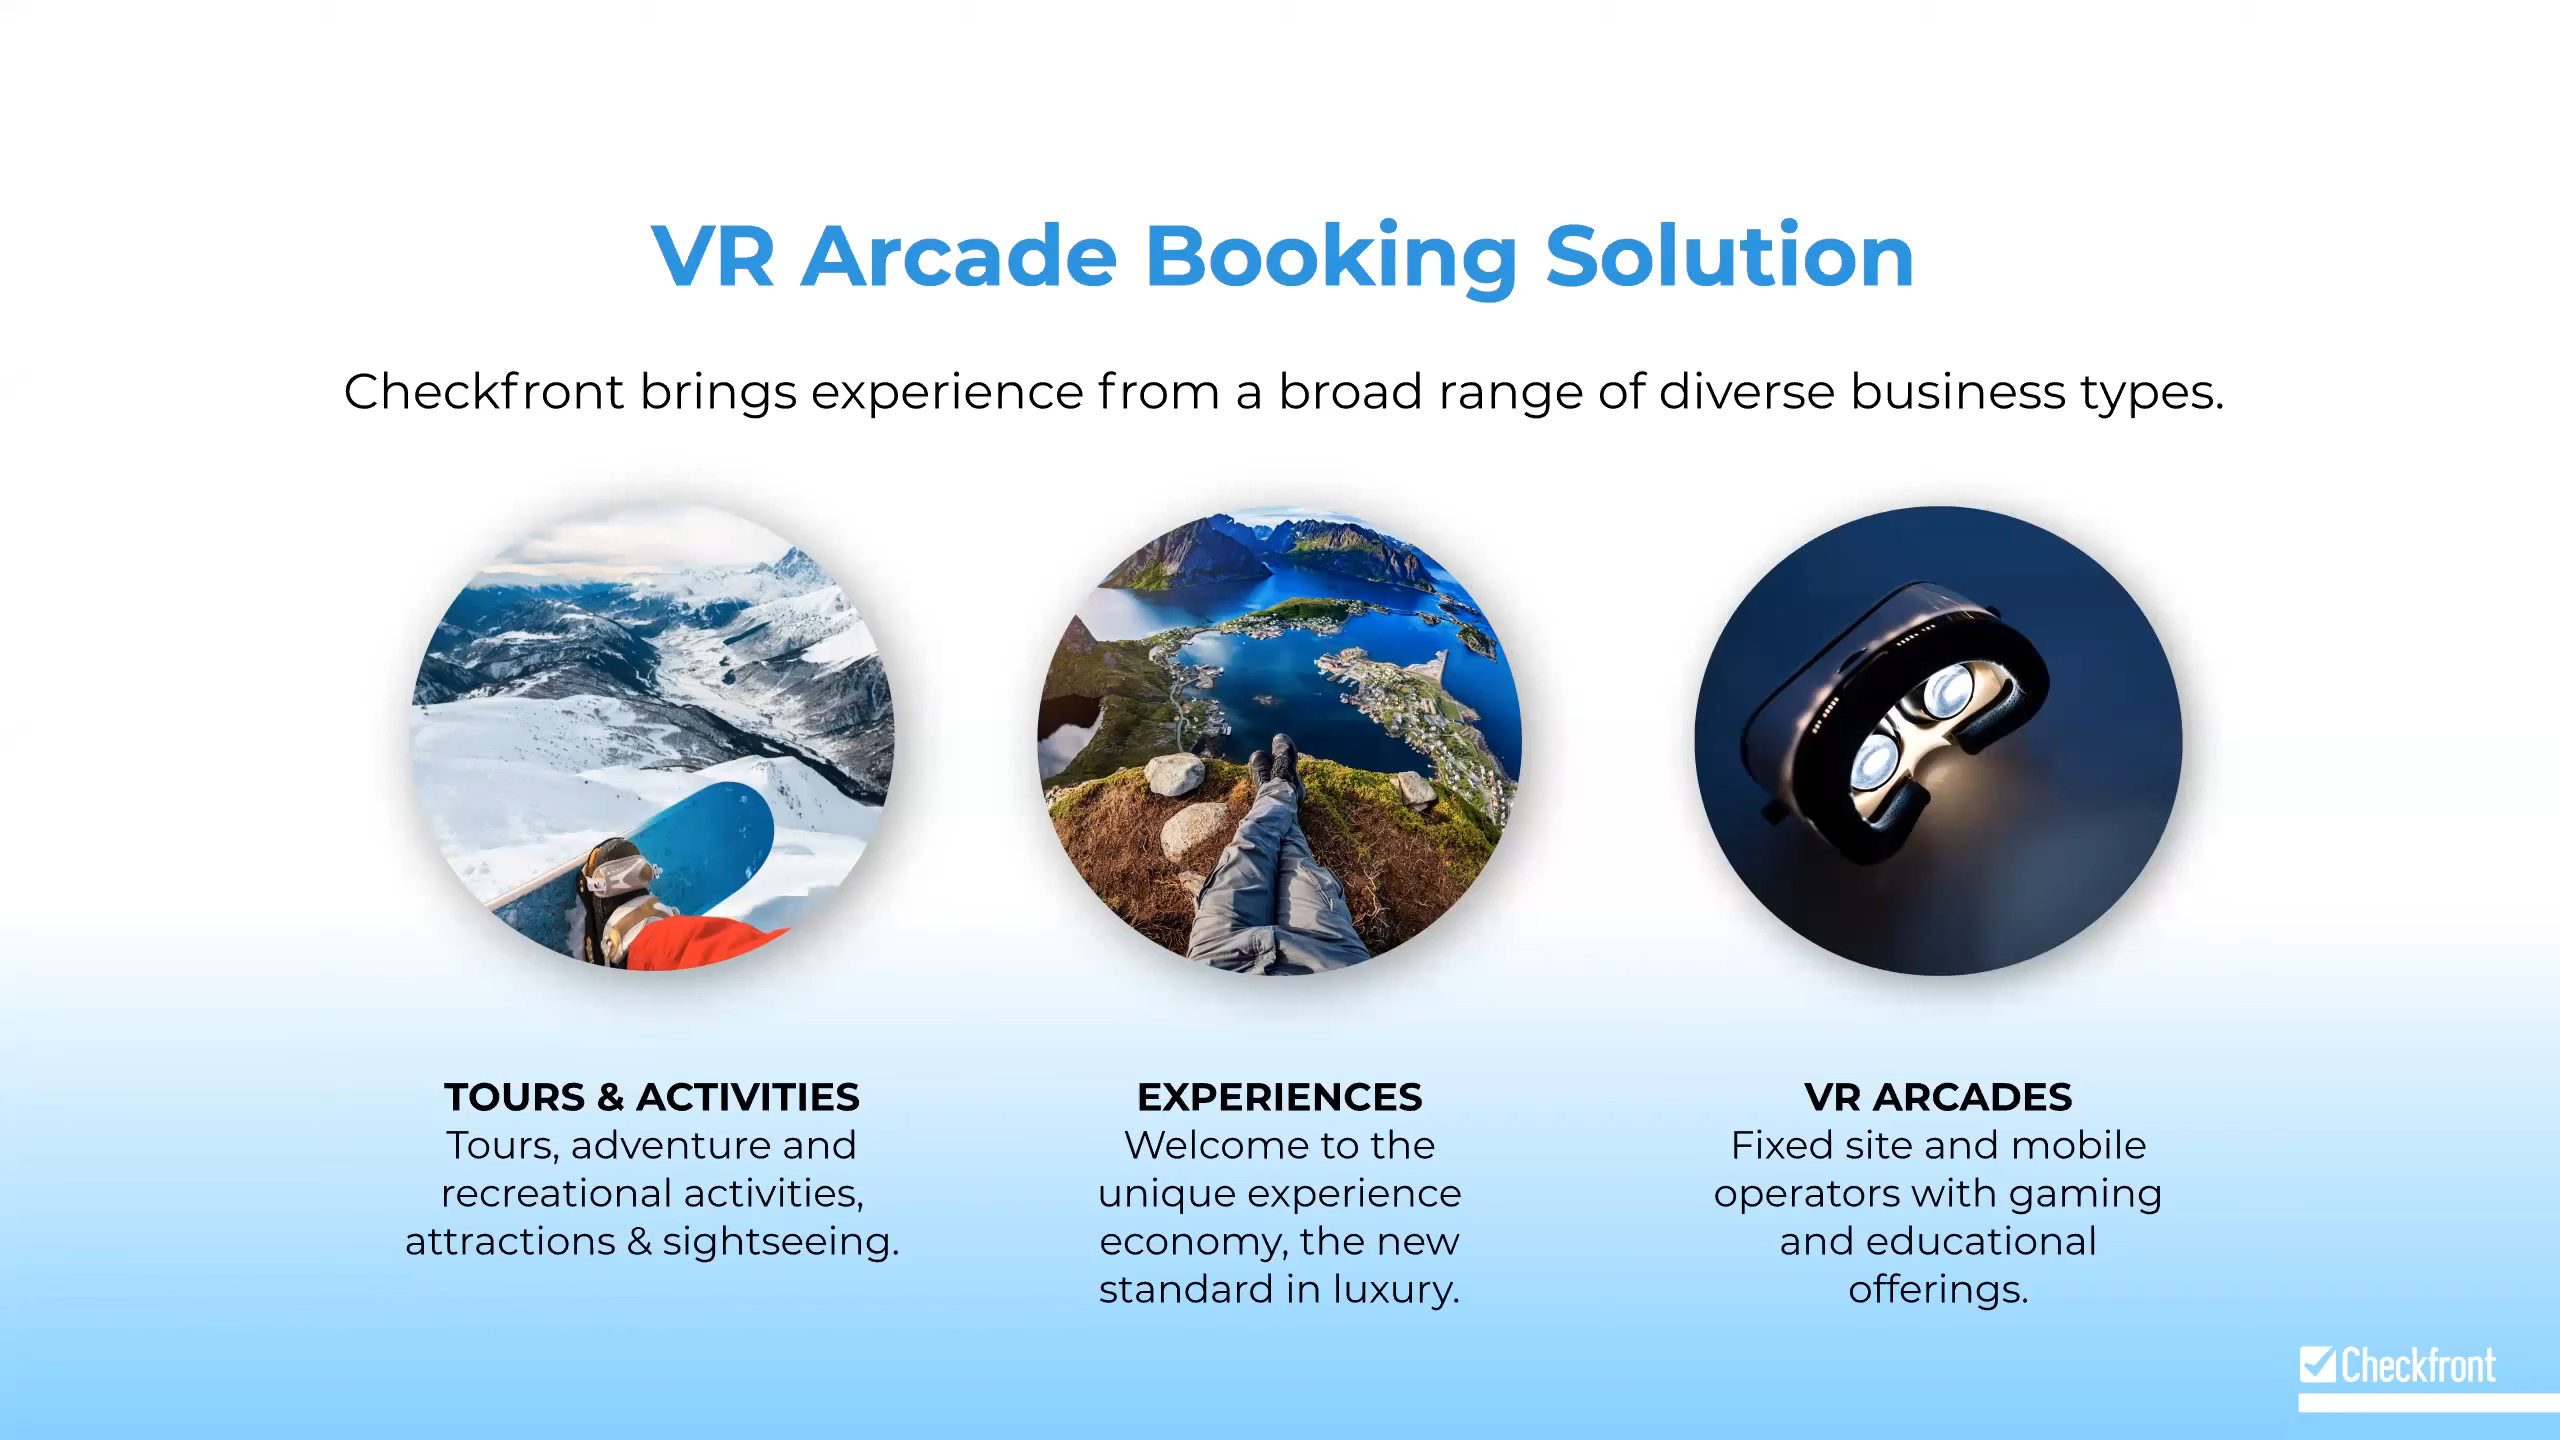 VR Arcade Booking Solution
Checkfront brings experience from a broad range of diverse business types.
TOURS & ACTIVITIES
Tours, adventure and
recreational activities,
attractions & sightseeing.
EXPERIENCES
Welcome to the
unique experience
economy, the new
standard in luxury.
VR ARCADES
Fixed site and mobile
operators with gaming
and educational
offerings.
Checkfront